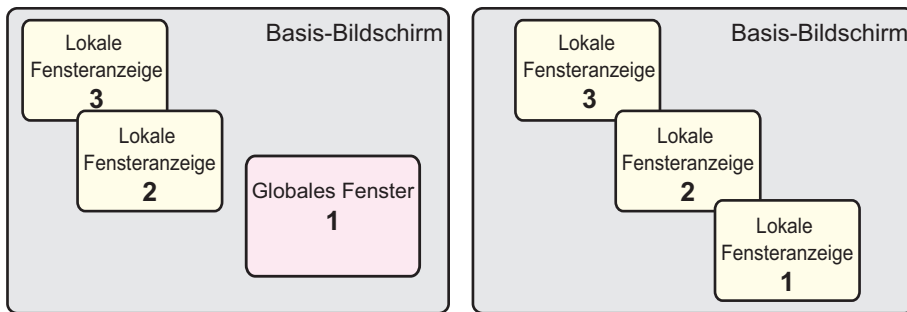 Basis-Bildschirm
Lokale
Fensteranzeige
3
Lokale
Fensteranzeige
2
Globales Fenster
1
Basis-Bildschirm
Lokale
Fensteranzeige
3
Lokale
Fensteranzeige
2
Lokale
Fensteranzeige
1